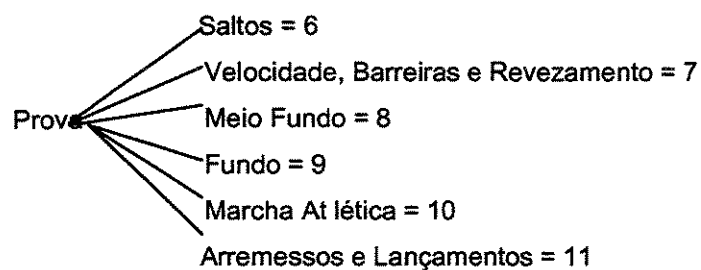 Saltos = 6
Velocidade, Barreiras e Revezamento = 7
Prova
Meio Fundo = 8
Fundo = 9
Marcha At lética = 10
Arremessos e Lançamentos = 11